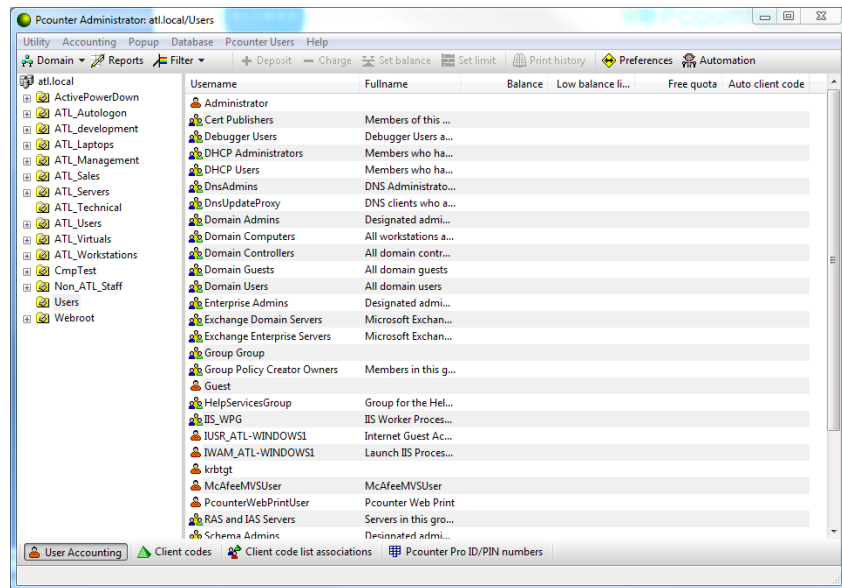 Pcounter Administrator: atl.local/Users
Utility Accounting Popup Database Pcounter Users Help
Domain Reports Filter Deposit Charge Set balance Set limit Print history Preferences Automation
atl.local
ActivePowerDown
ATL_Autologon
ATL_development
ATL_Laptops
ATL_Management
ATL_Sales
ATL_Servers
ATL_Technical
ATL_Users
ATL_Virtuals
ATL_Workstations
CmpTest
Non_ATL_Staff
Users
Webroot
Username Fullname Balance Low balance li... Free quota Auto client code
Administrator
Cert Publishers Members of this ...
Debugger Users Debugger Users a...
DHCP Administrators Members who ha...
DHCP Users Members who ha...
DnsAdmins DNS Administrato...
DnsUpdateProxy DNS clients who a...
Domain Admins Designated admi...
Domain Computers All workstations a...
Domain Controllers All domain contr...
Domain Guests All domain guests
Domain Users All domain users
Enterprise Admins Designated admi...
Exchange Domain Servers Microsoft Exchan...
Exchange Enterprise Servers Microsoft Exchan...
Group Group
Group Policy Creator Owners Members in this g...
Guest
HelpServicesGroup Group for the Hel...
IIS_WPG IIS Worker Proces...
IUSR_ATL-WINDOWS1 Internet Guest Ac...
IWAM_ATL-WINDOWS1 Launch IIS Proces...
krbtgt
McAfeeMVSUser McAfeeMVSUser
PcounterWebPrintUser Pcounter Web Print
RAS and IAS Servers Servers in this gro...
Schema Admins Designated admi...
User Accounting Client codes Client code list associations Pcounter Pro ID/PIN numbers